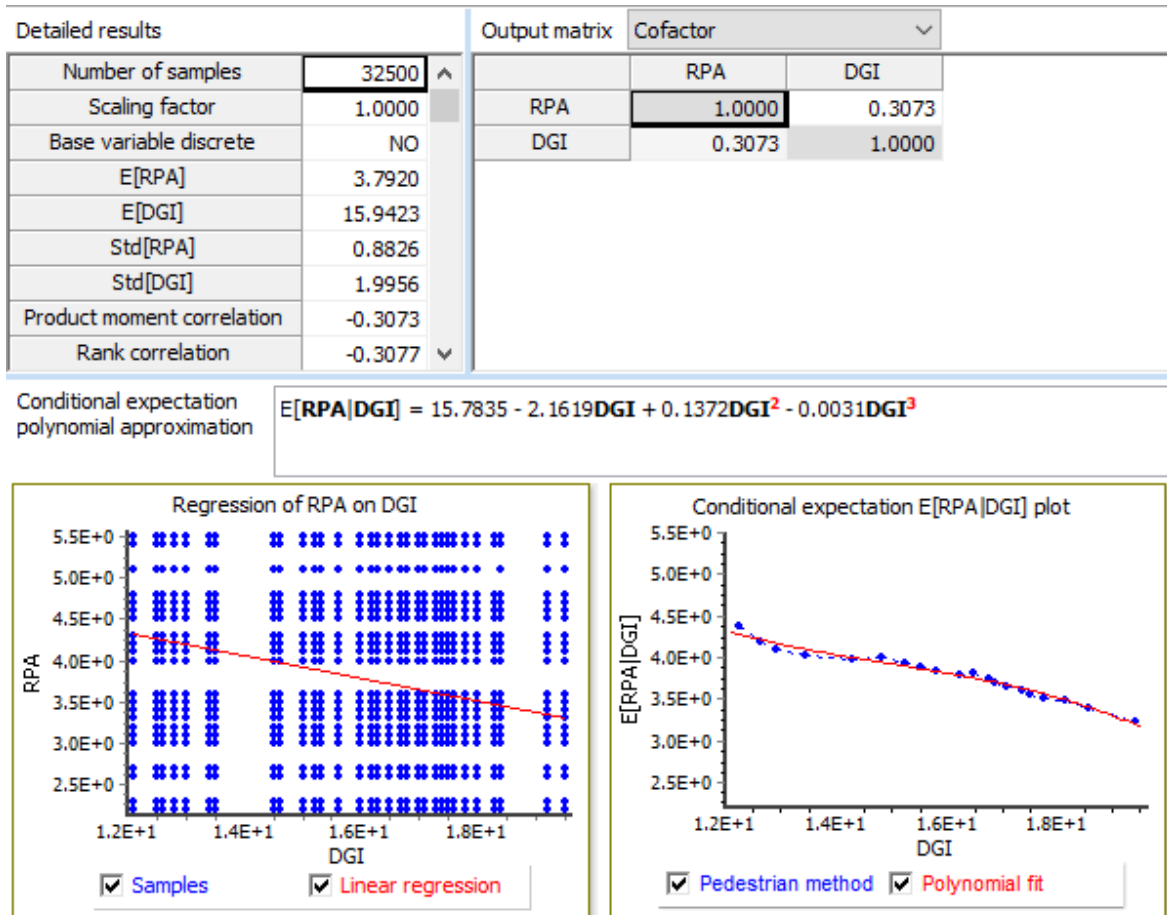 Detailed results
Number of samples 32500
Scaling factor 1.0000
Base variable discrete NO
E[RPA] 3.7920
E[DGI] 15.9423
Std[RPA] 0.8826
Std[DGI] 1.9956
Product moment correlation -0.3073
Rank correlation -0.3077
Output matrix Cofactor
RPA DGI
RPA 1.0000 0.3073
DGI 0.3073 1.0000
Conditional expectation
polynomial approximation
E[RPA|DGI] = 15.7835 - 2.1619DGI + 0.1372DGI² - 0.0031DGI³
Regression of RPA on DGI
5.5E+0
5.0E+0
4.5E+0
4.0E+0
3.5E+0
3.0E+0
2.5E+0
RPA
1.2E+1 1.4E+1 1.6E+1 1.8E+1
DGI
Samples Linear regression
Conditional expectation E[RPA|DGI] plot
5.5E+0
5.0E+0
4.5E+0
4.0E+0
3.5E+0
3.0E+0
2.5E+0
E[RPA|DGI]
1.2E+1 1.4E+1 1.6E+1 1.8E+1
DGI
Pedestrian method Polynomial fit